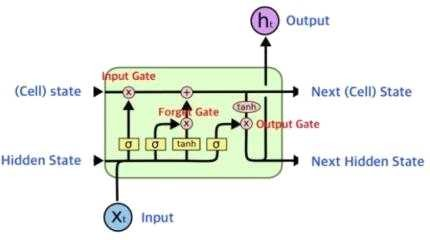 ht Output
Input Gate
(Cell) state
x
+
Next (Cell) State
tanh
Forget Gate
x
x
Output Gate
σ
σ
tanh
σ
Hidden State
Next Hidden State
Xt Input